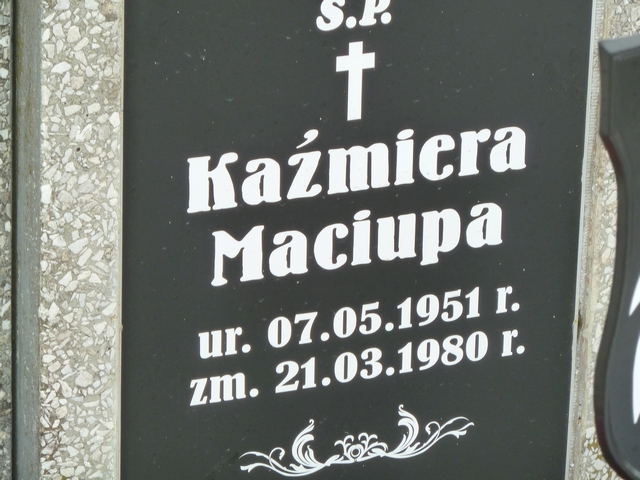 Ś.P.
Kaźmiera
Maciupa
ur. 07.05.1951 r.
zm. 21.03.1980 r.